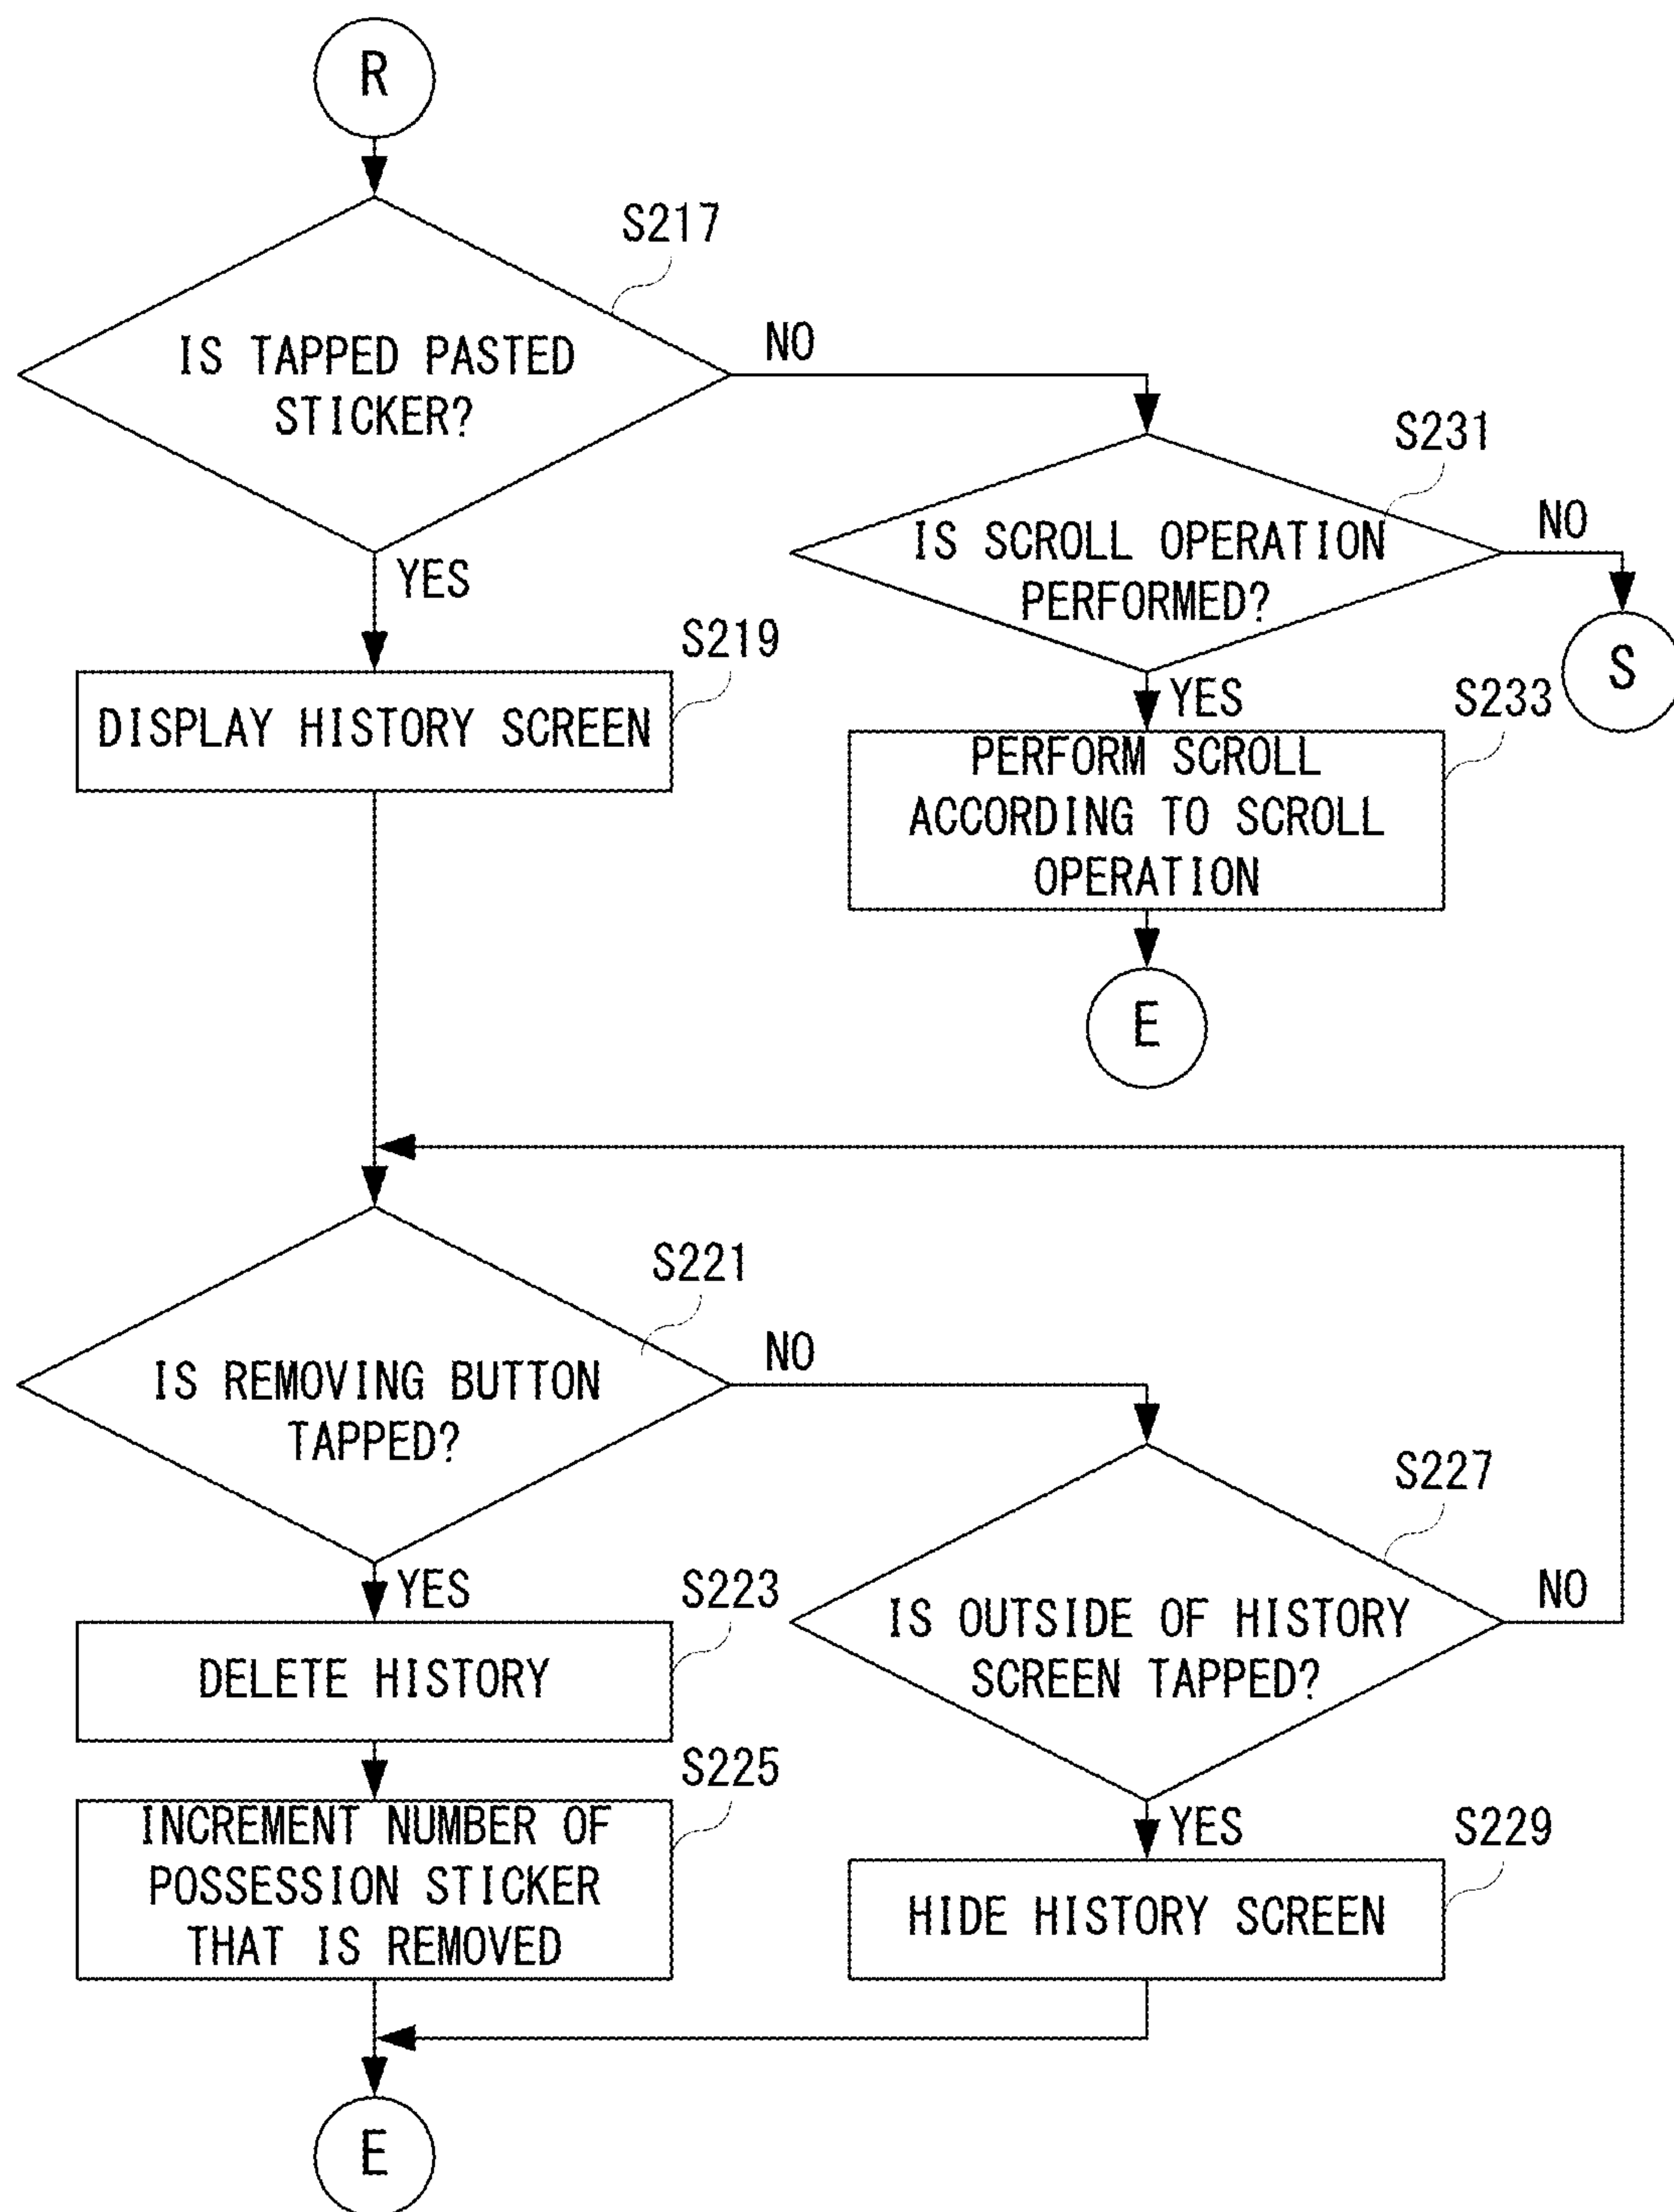 R
S217
IS TAPPED PASTED
STICKER?
NO
YES
S231
IS SCROLL OPERATION
PERFORMED?
NO
S
YES
S219
DISPLAY HISTORY SCREEN
S233
PERFORM SCROLL
ACCORDING TO SCROLL
OPERATION
E
S221
IS REMOVING BUTTON
TAPPED?
NO
YES
S227
IS OUTSIDE OF HISTORY
SCREEN TAPPED?
NO
YES
S223
DELETE HISTORY
S225
INCREMENT NUMBER OF
POSSESSION STICKER
THAT IS REMOVED
S229
HIDE HISTORY SCREEN
E